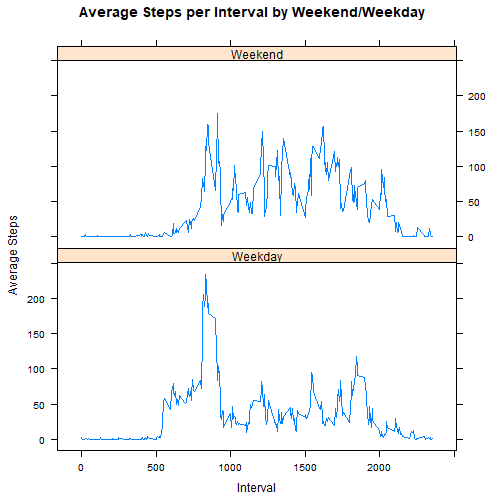 Average Steps per Interval by Weekend/Weekday
Weekend
200
150
100
50
0
Weekday
200
150
100
50
0
Average Steps
0 500 1000 1500 2000
Interval